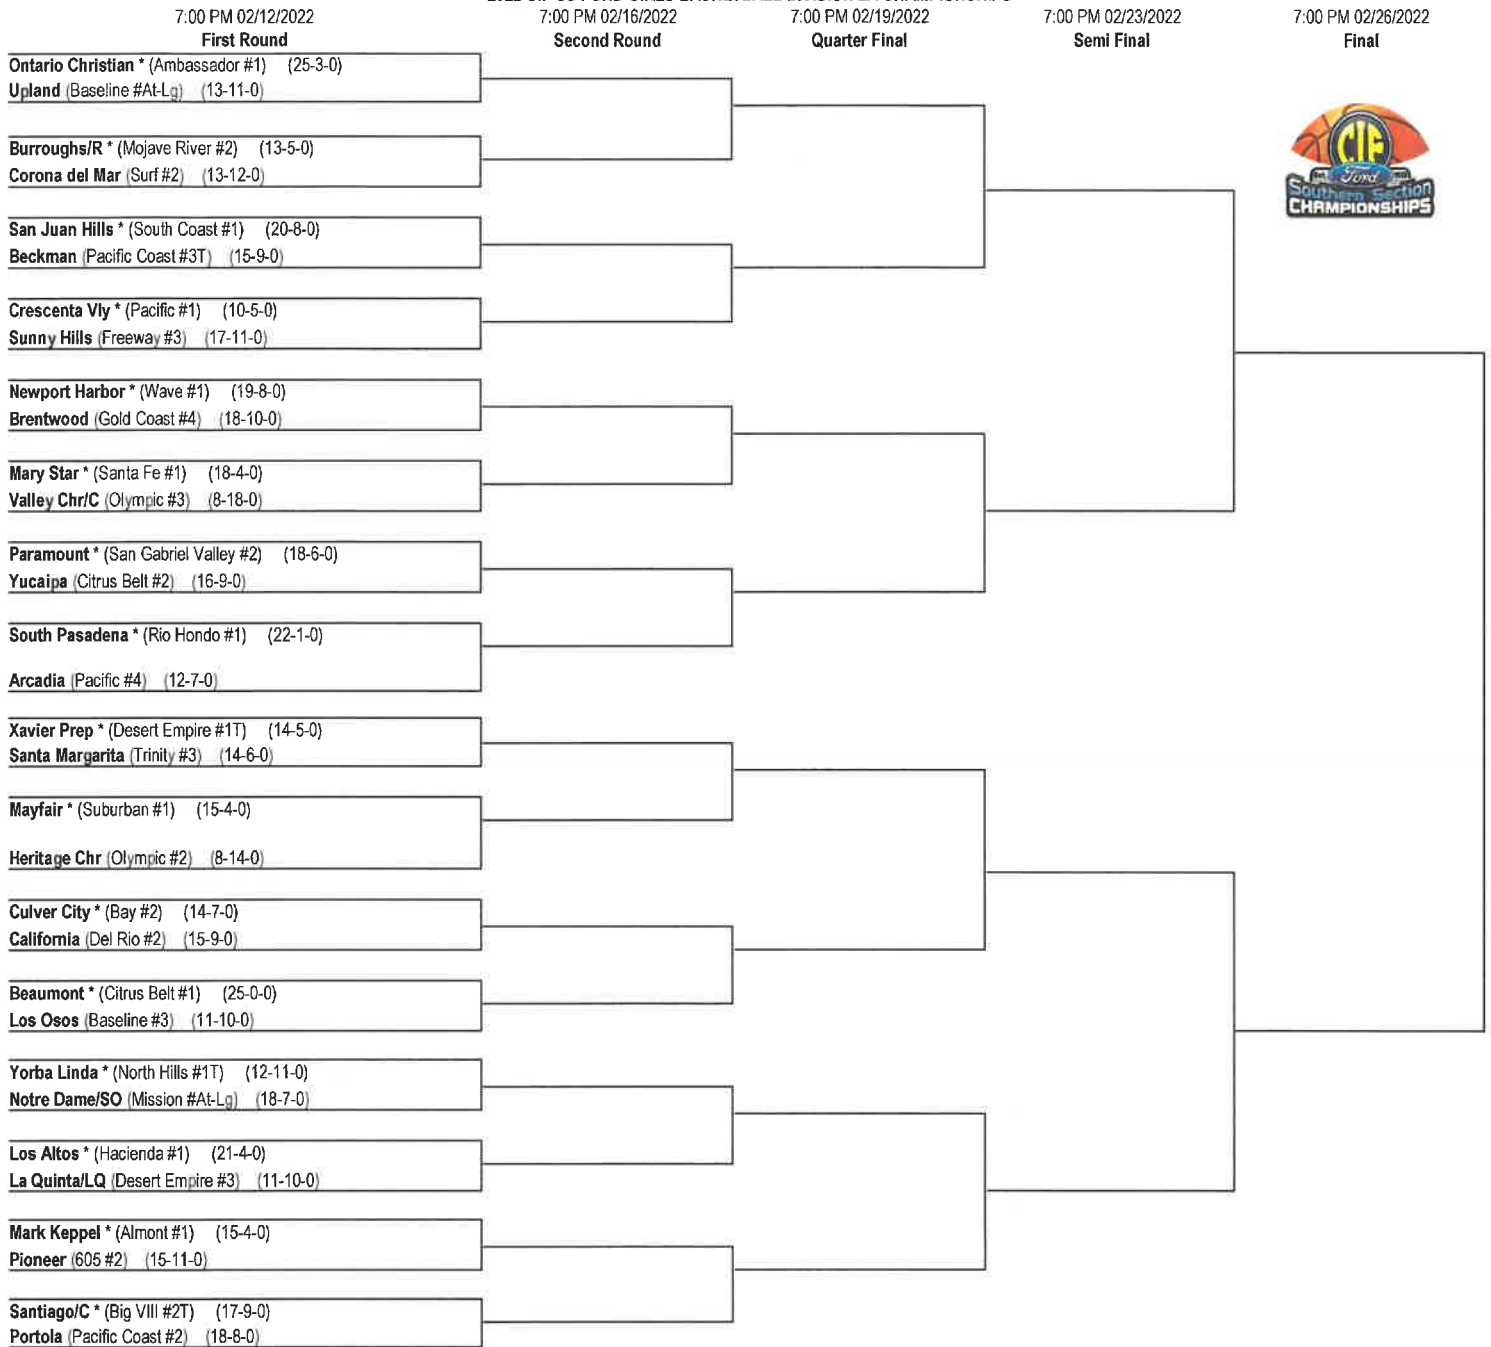 7:00 PM 02/12/2022 7:00 PM 02/16/2022 7:00 PM 02/19/2022 7:00 PM 02/23/2022 7:00 PM 02/26/2022
First Round Second Round Quarter Final Semi Final Final
Ontario Christian * (Ambassador #1) (25-3-0)
Upland (Baseline #At-Lg) (13-11-0)
Burroughs/R * (Mojave River #2) (13-5-0)
Corona del Mar (Surf #2) (13-12-0)
CIF
Ford
Southern Section
CHAMPIONSHIPS
San Juan Hills * (South Coast #1) (20-8-0)
Beckman (Pacific Coast #3T) (15-9-0)
Crescenta Vly * (Pacific #1) (10-5-0)
Sunny Hills (Freeway #3) (17-11-0)
Newport Harbor * (Wave #1) (19-8-0)
Brentwood (Gold Coast #4) (18-10-0)
Mary Star * (Santa Fe #1) (18-4-0)
Valley Chr/C (Olympic #3) (8-18-0)
Paramount * (San Gabriel Valley #2) (18-6-0)
Yucaipa (Citrus Belt #2) (16-9-0)
South Pasadena * (Rio Hondo #1) (22-1-0)
Arcadia (Pacific #4) (12-7-0)
Xavier Prep * (Desert Empire #1T) (14-5-0)
Santa Margarita (Trinity #3) (14-6-0)
Mayfair * (Suburban #1) (15-4-0)
Heritage Chr (Olympic #2) (8-14-0)
Culver City * (Bay #2) (14-7-0)
California (Del Rio #2) (15-9-0)
Beaumont * (Citrus Belt #1) (25-0-0)
Los Osos (Baseline #3) (11-10-0)
Yorba Linda * (North Hills #1T) (12-11-0)
Notre Dame/SO (Mission #At-Lg) (18-7-0)
Los Altos * (Hacienda #1) (21-4-0)
La Quinta/LQ (Desert Empire #3) (11-10-0)
Mark Keppel * (Almont #1) (15-4-0)
Pioneer (605 #2) (15-11-0)
Santiago/C * (Big VIII #2T) (17-9-0)
Portola (Pacific Coast #2) (18-8-0)